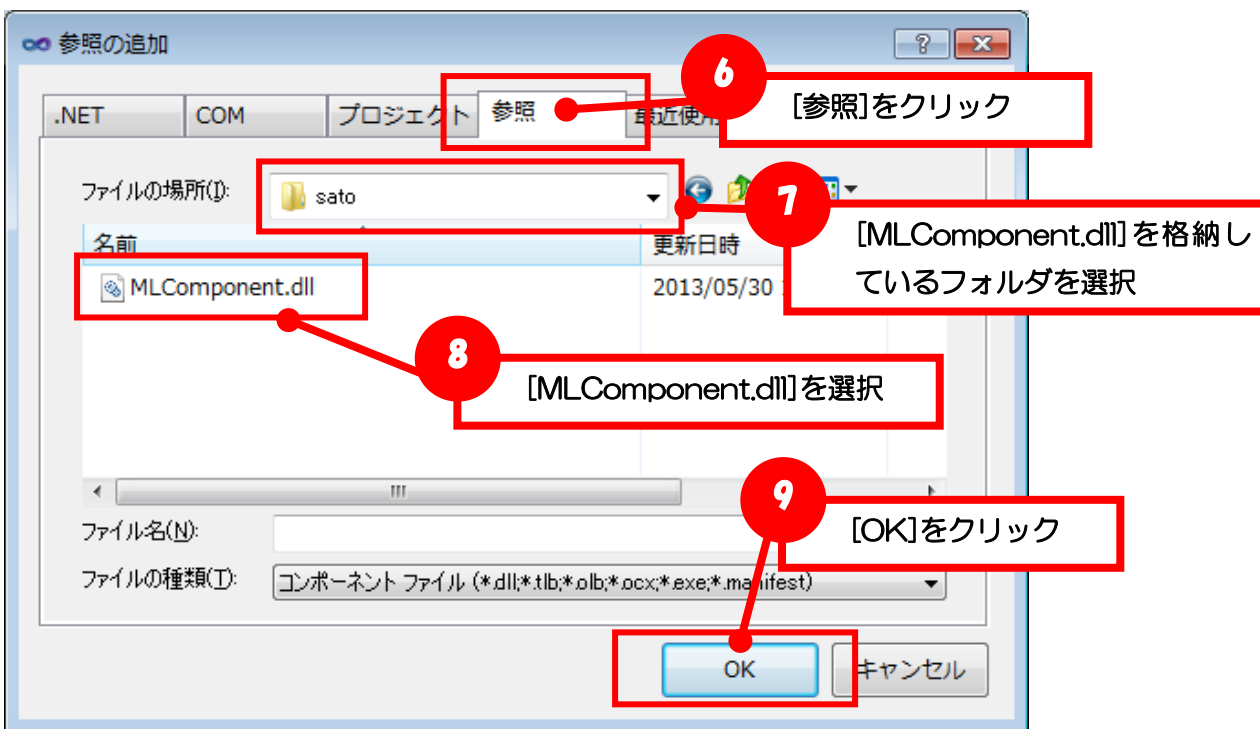 参照の追加
6
[参照]をクリック
.NET
COM
プロジェクト
参照
最近使用
7
ファイルの場所(I):
sato
[MLComponent.dll]を格納し
ているフォルダを選択
名前
更新日時
MLComponent.dll
2013/05/30
8
[MLComponent.dll]を選択
9
[OK]をクリック
ファイル名(N):
ファイルの種類(T):
コンポーネント ファイル (*.dll;*.tlb;*.olb;*.ocx;*.exe;*.manifest)
OK
キャンセル